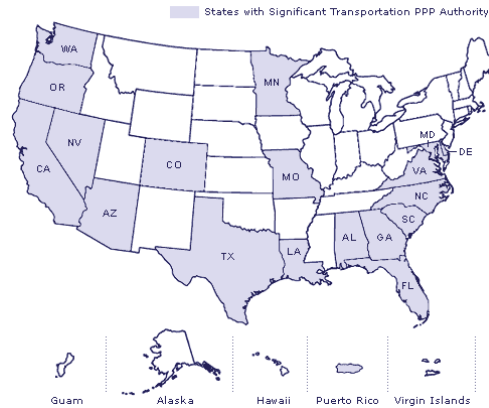 States with Significant Transportation PPP Authority
WA
OR
MN
MD
DE
NV
CO
VA
CA
MO
NC
AZ
SC
TX
LA
AL
GA
FL
Guam
Alaska
Hawaii
Puerto Rico
Virgin Islands